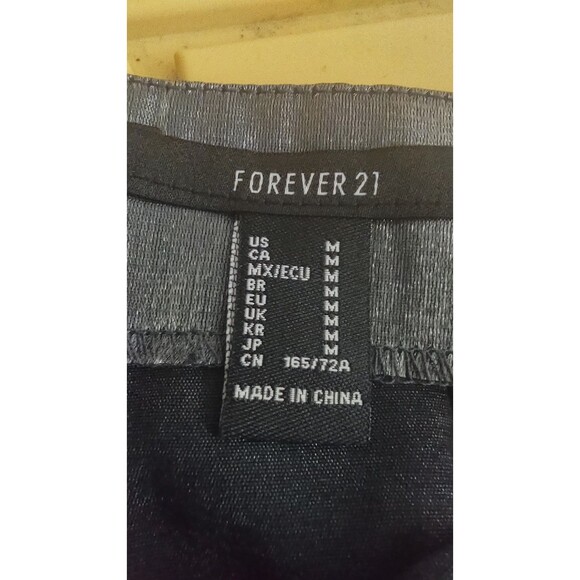 FOREVER 21
US M
CA M
MX/ECU M
BR M
EU M
UK M
KR M
JP M
CN 165/72A
MADE IN CHINA